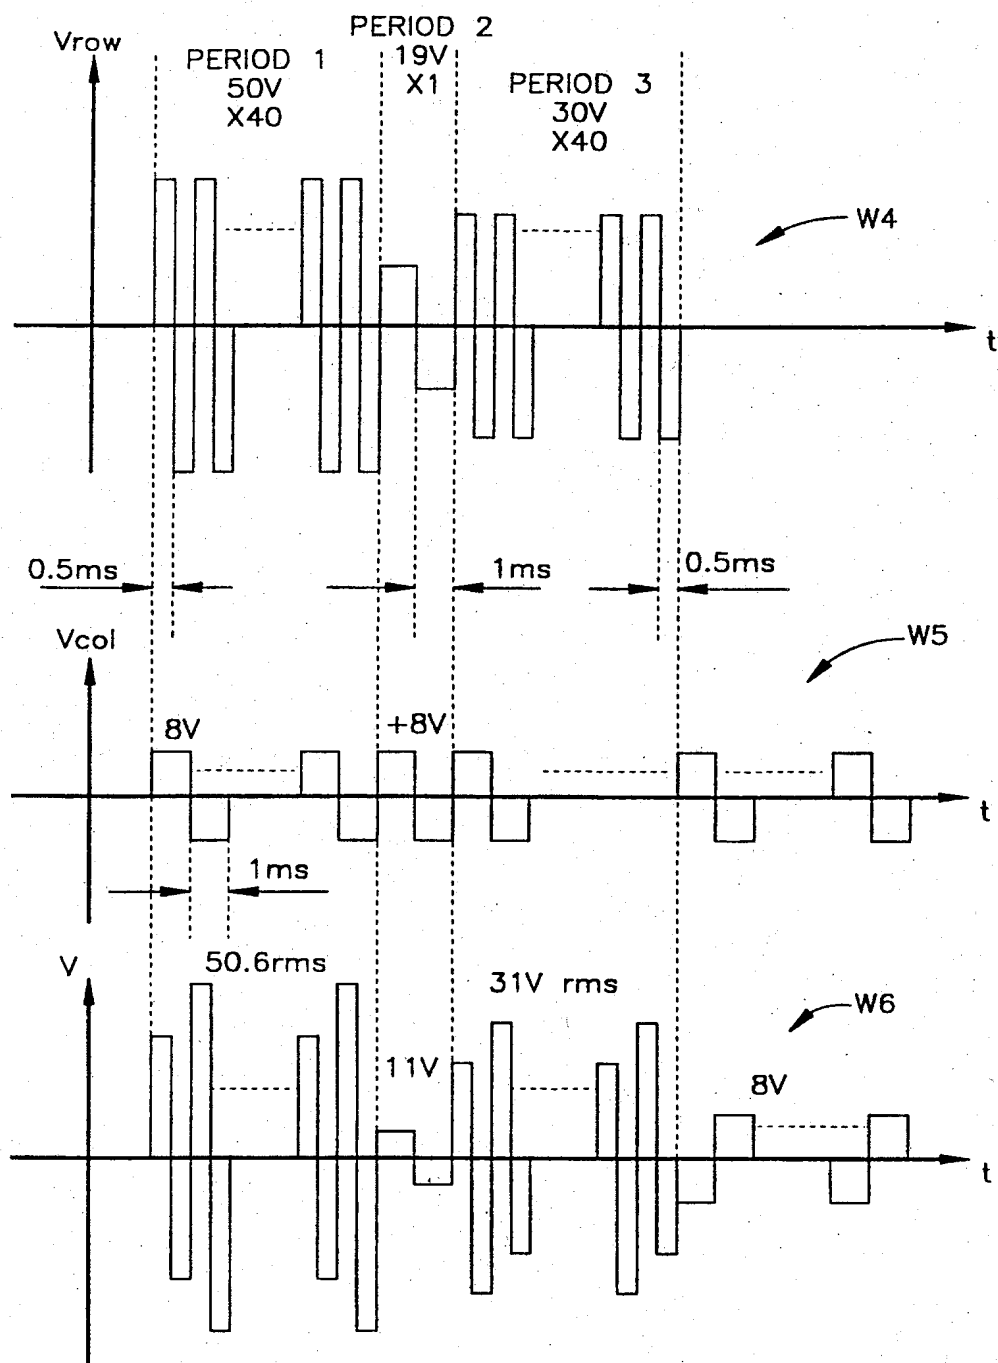 Vrow
PERIOD 1
50V
X40
PERIOD 2
19V
X1
PERIOD 3
30V
X40
W4
t
0.5ms
1ms
0.5ms
Vcol
W5
8V
+8V
t
1ms
V
50.6rms
31V rms
W6
11V
8V
t